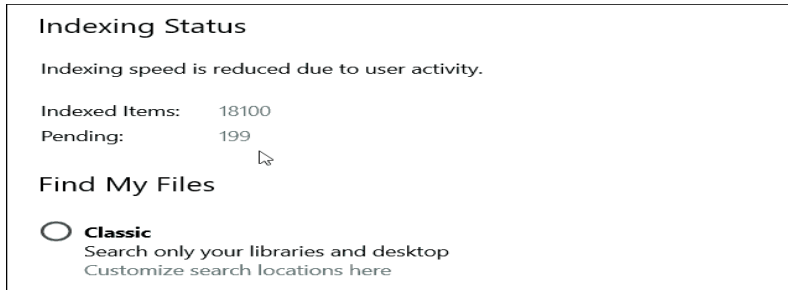 Indexing Status
Indexing speed is reduced due to user activity.
Indexed Items: 18100
Pending: 199
Find My Files
Classic
Search only your libraries and desktop
Customize search locations here